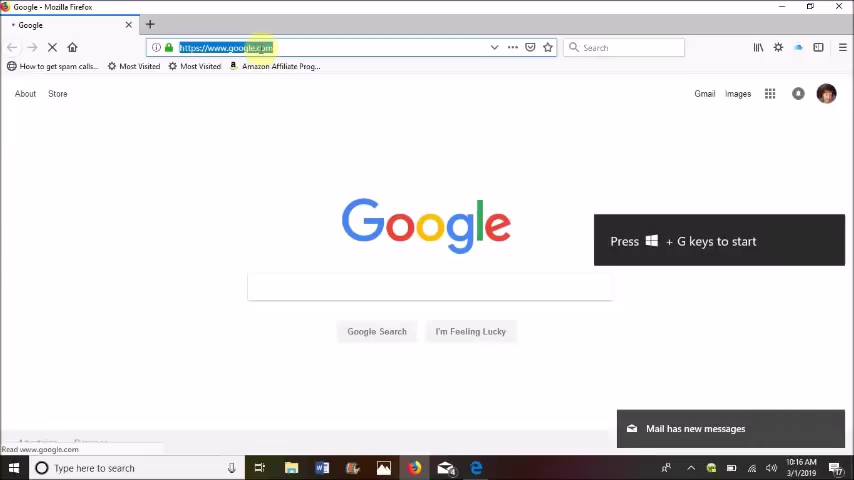 Google - Mozilla Firefox
Google
https://www.google.com
Search
How to get spam calls...
Most Visited
Most Visited
Amazon Affiliate Prog...
About
Store
Gmail
Images
Google
Press + G keys to start
Google Search
I'm Feeling Lucky
Mail has new messages
Read www.google.com
Type here to search
4
10:16 AM
3/1/2019
17